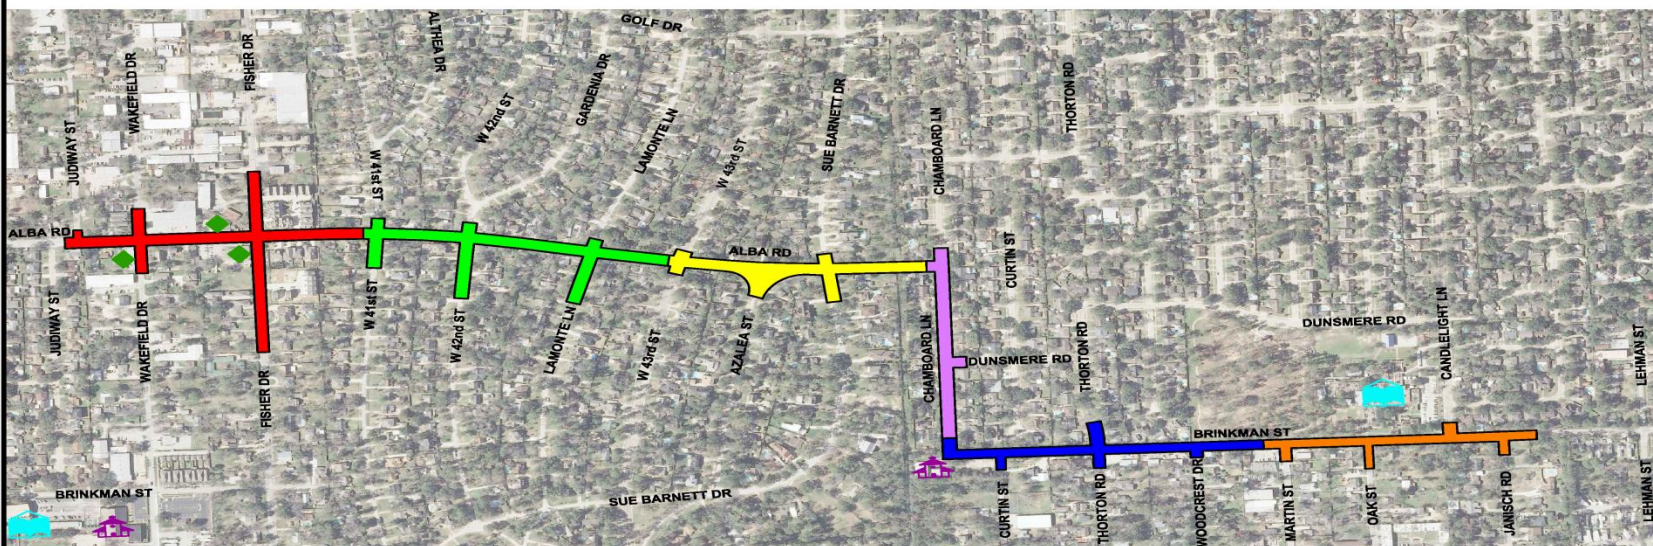 GOLF DR
ALTHEA DR
FISHER DR
WAKEFIELD DR
GARDENIA DR
THORTON RD
W 42nd ST
SUE BARNETT DR
LAMONTE LN
CHAMBOARD LN
JUDIWAY ST
W 41st ST
W 43rd ST
ALBA RD
ALBA RD
CURTIN ST
JUDIWAY ST
WAKEFIELD DR
W 41st ST
W 42nd ST
LAMONTE LN
W 43rd ST
AZALEA ST
CHAMBOARD LN
DUNSMERE RD
THORTON RD
DUNSMERE RD
CANDLELIGHT LN
LEHMAN ST
FISHER DR
BRINKMAN ST
BRINKMAN ST
SUE BARNETT DR
CURTIN ST
THORTON RD
WOODCREST DR
MARTIN ST
OAK ST
JANISCH RD
LEHMAN ST